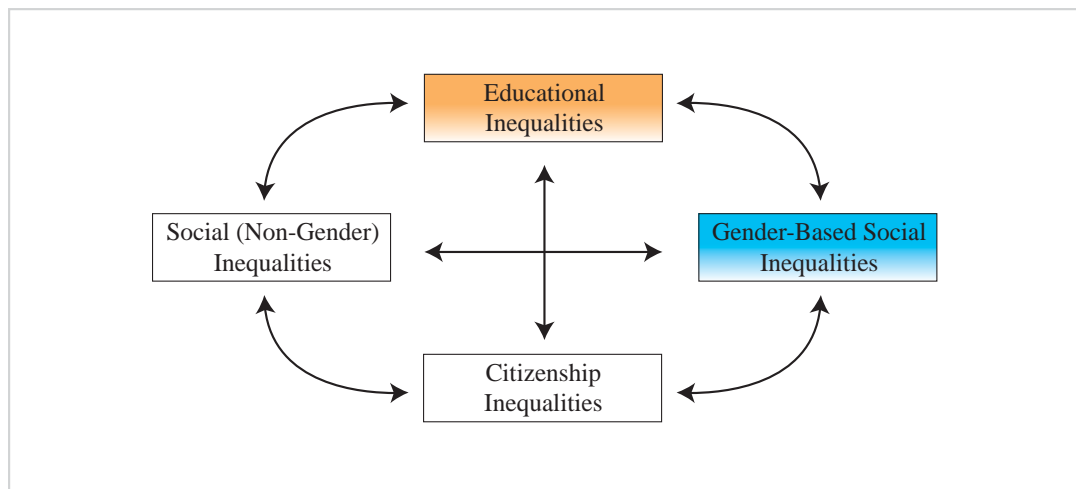 Educational
Inequalities
Social (Non-Gender)
Inequalities
Gender-Based Social
Inequalities
Citizenship
Inequalities